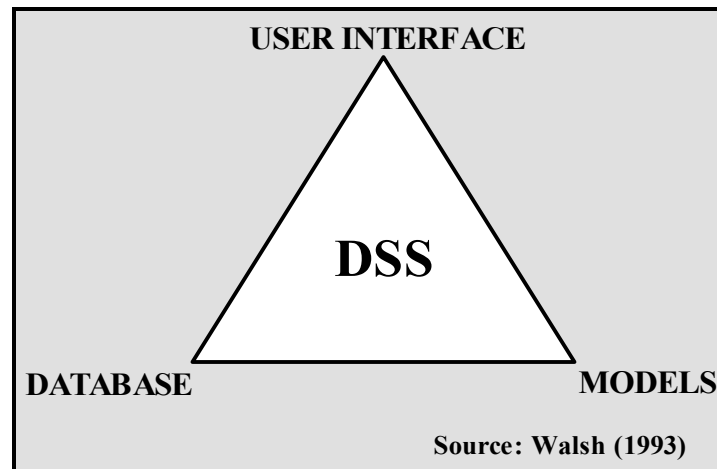 USER INTERFACE
DSS
DATABASE
MODELS
Source: Walsh (1993)